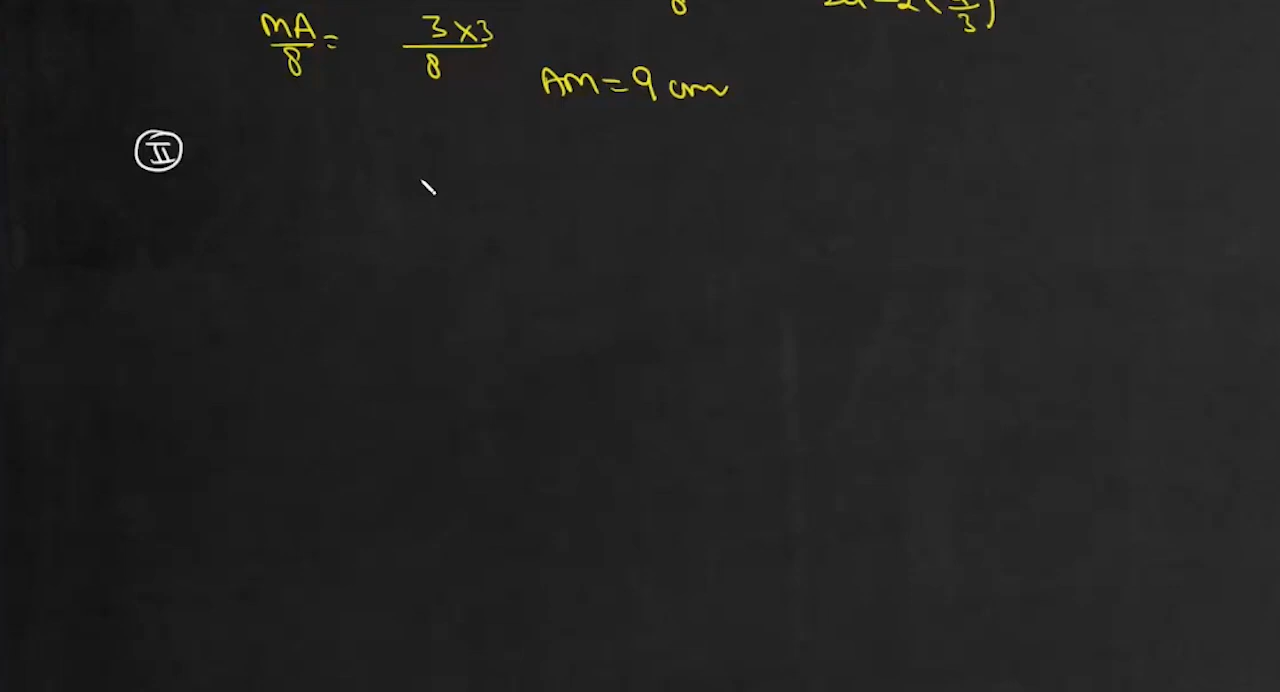 MA/8 = 3×3/8
AM = 9 cm
II